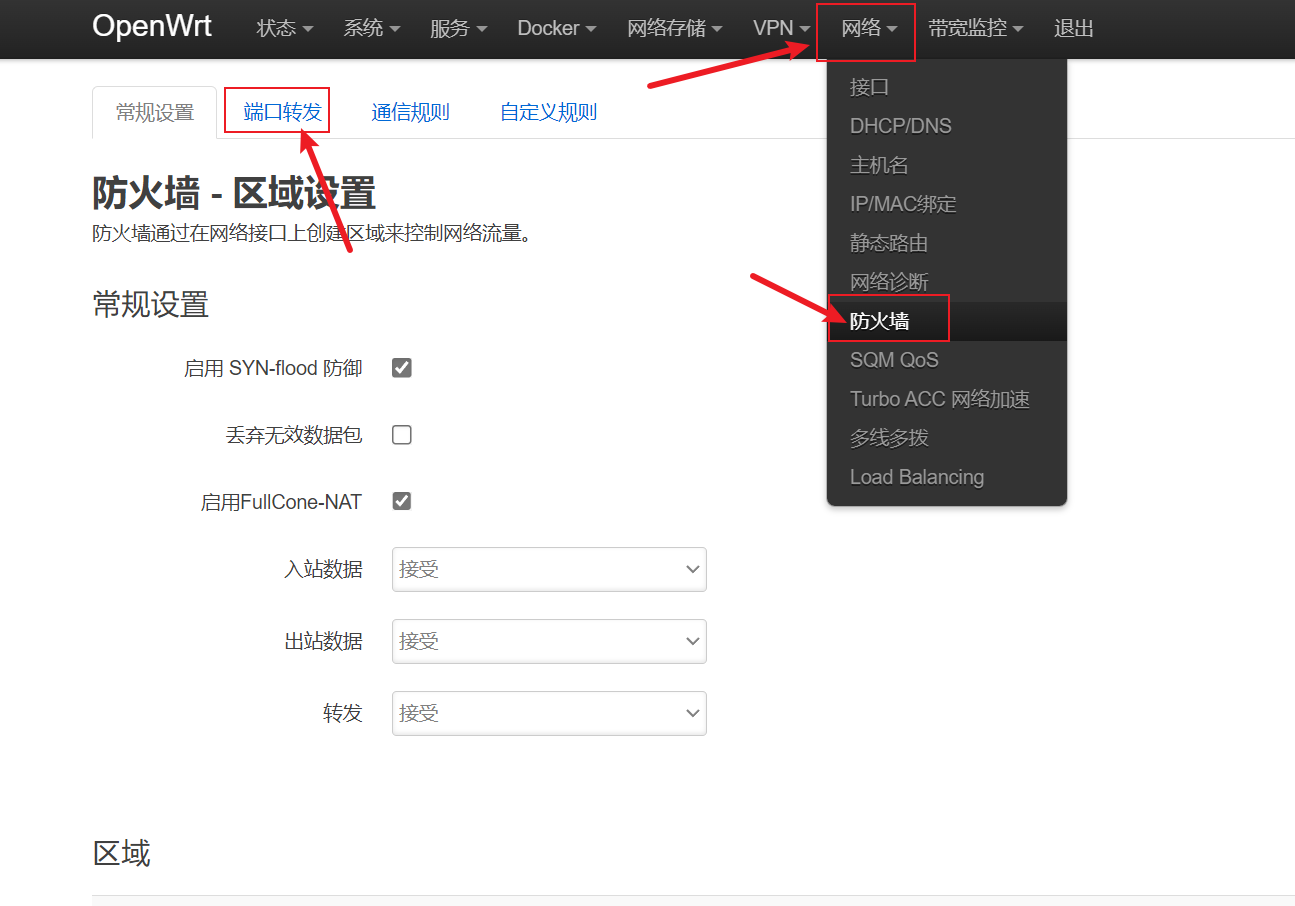 OpenWrt 状态 系统 服务 Docker 网络存储 VPN 网络 带宽监控 退出
接口
DHCP/DNS
主机名
IP/MAC绑定
静态路由
网络诊断
防火墙
SQM QoS
Turbo ACC 网络加速
多线多拨
Load Balancing
常规设置 端口转发 通信规则 自定义规则
防火墙 - 区域设置
防火墙通过在网络接口上创建区域来控制网络流量。
常规设置
启用 SYN-flood 防御
丢弃无效数据包
启用FullCone-NAT
入站数据 接受
出站数据 接受
转发 接受
区域